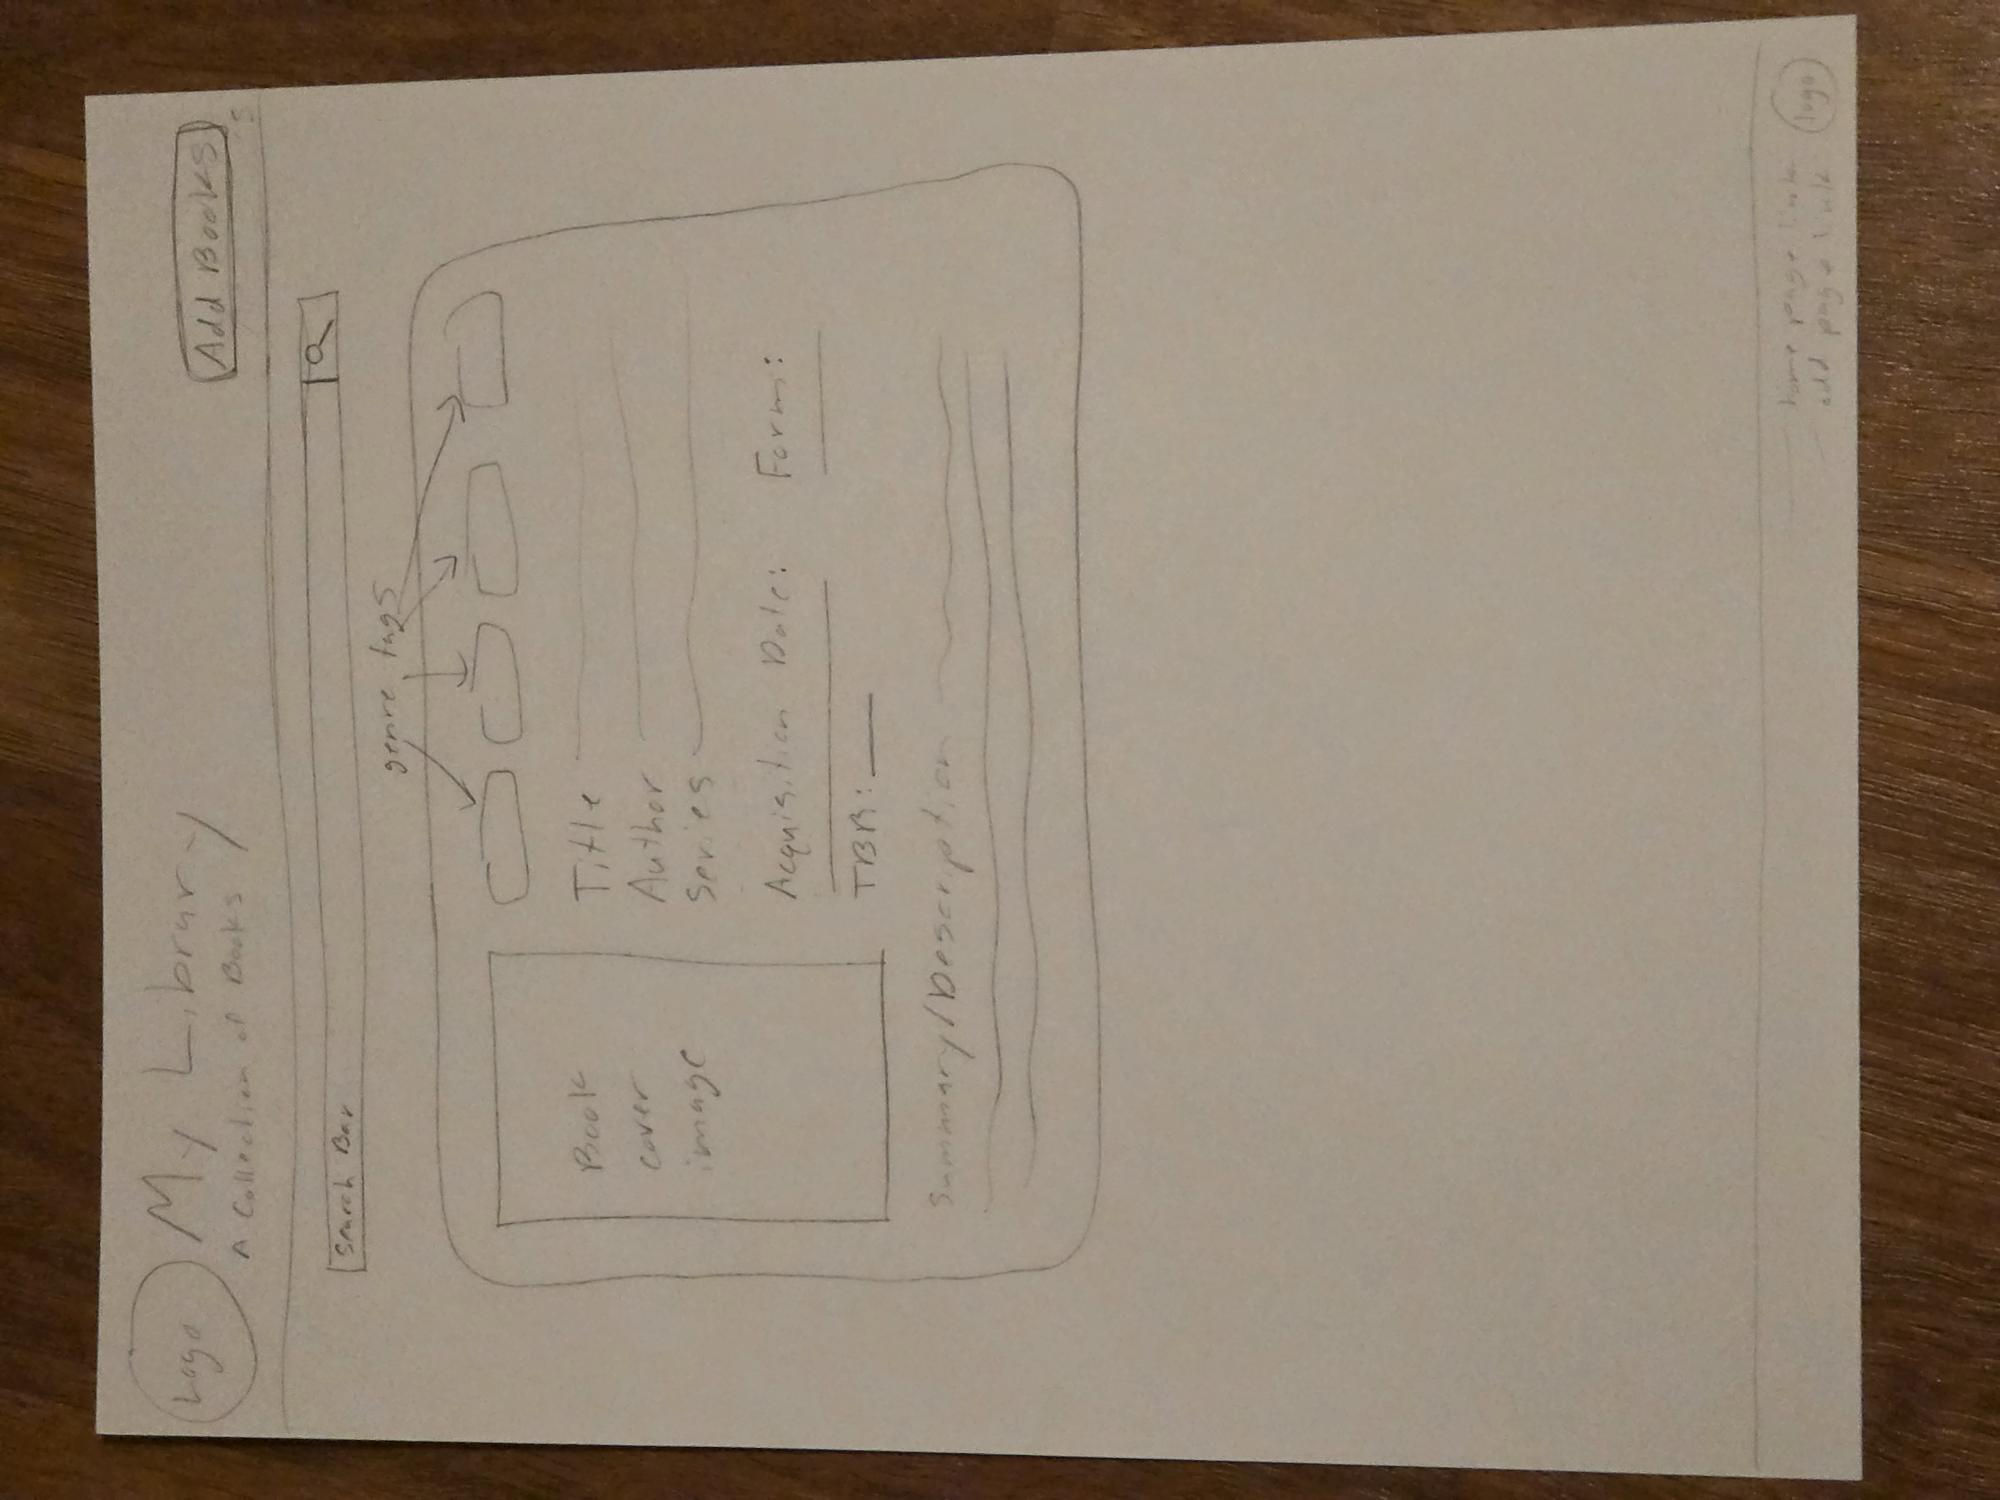 Logo
My Library
A Collection of Books
Add Books
s
Search Bar
genre tags
Book
cover
image
Title
Author
Series
Acquisition Date: Form:
TBR:
Summary/Description
home page link
add page link
logo